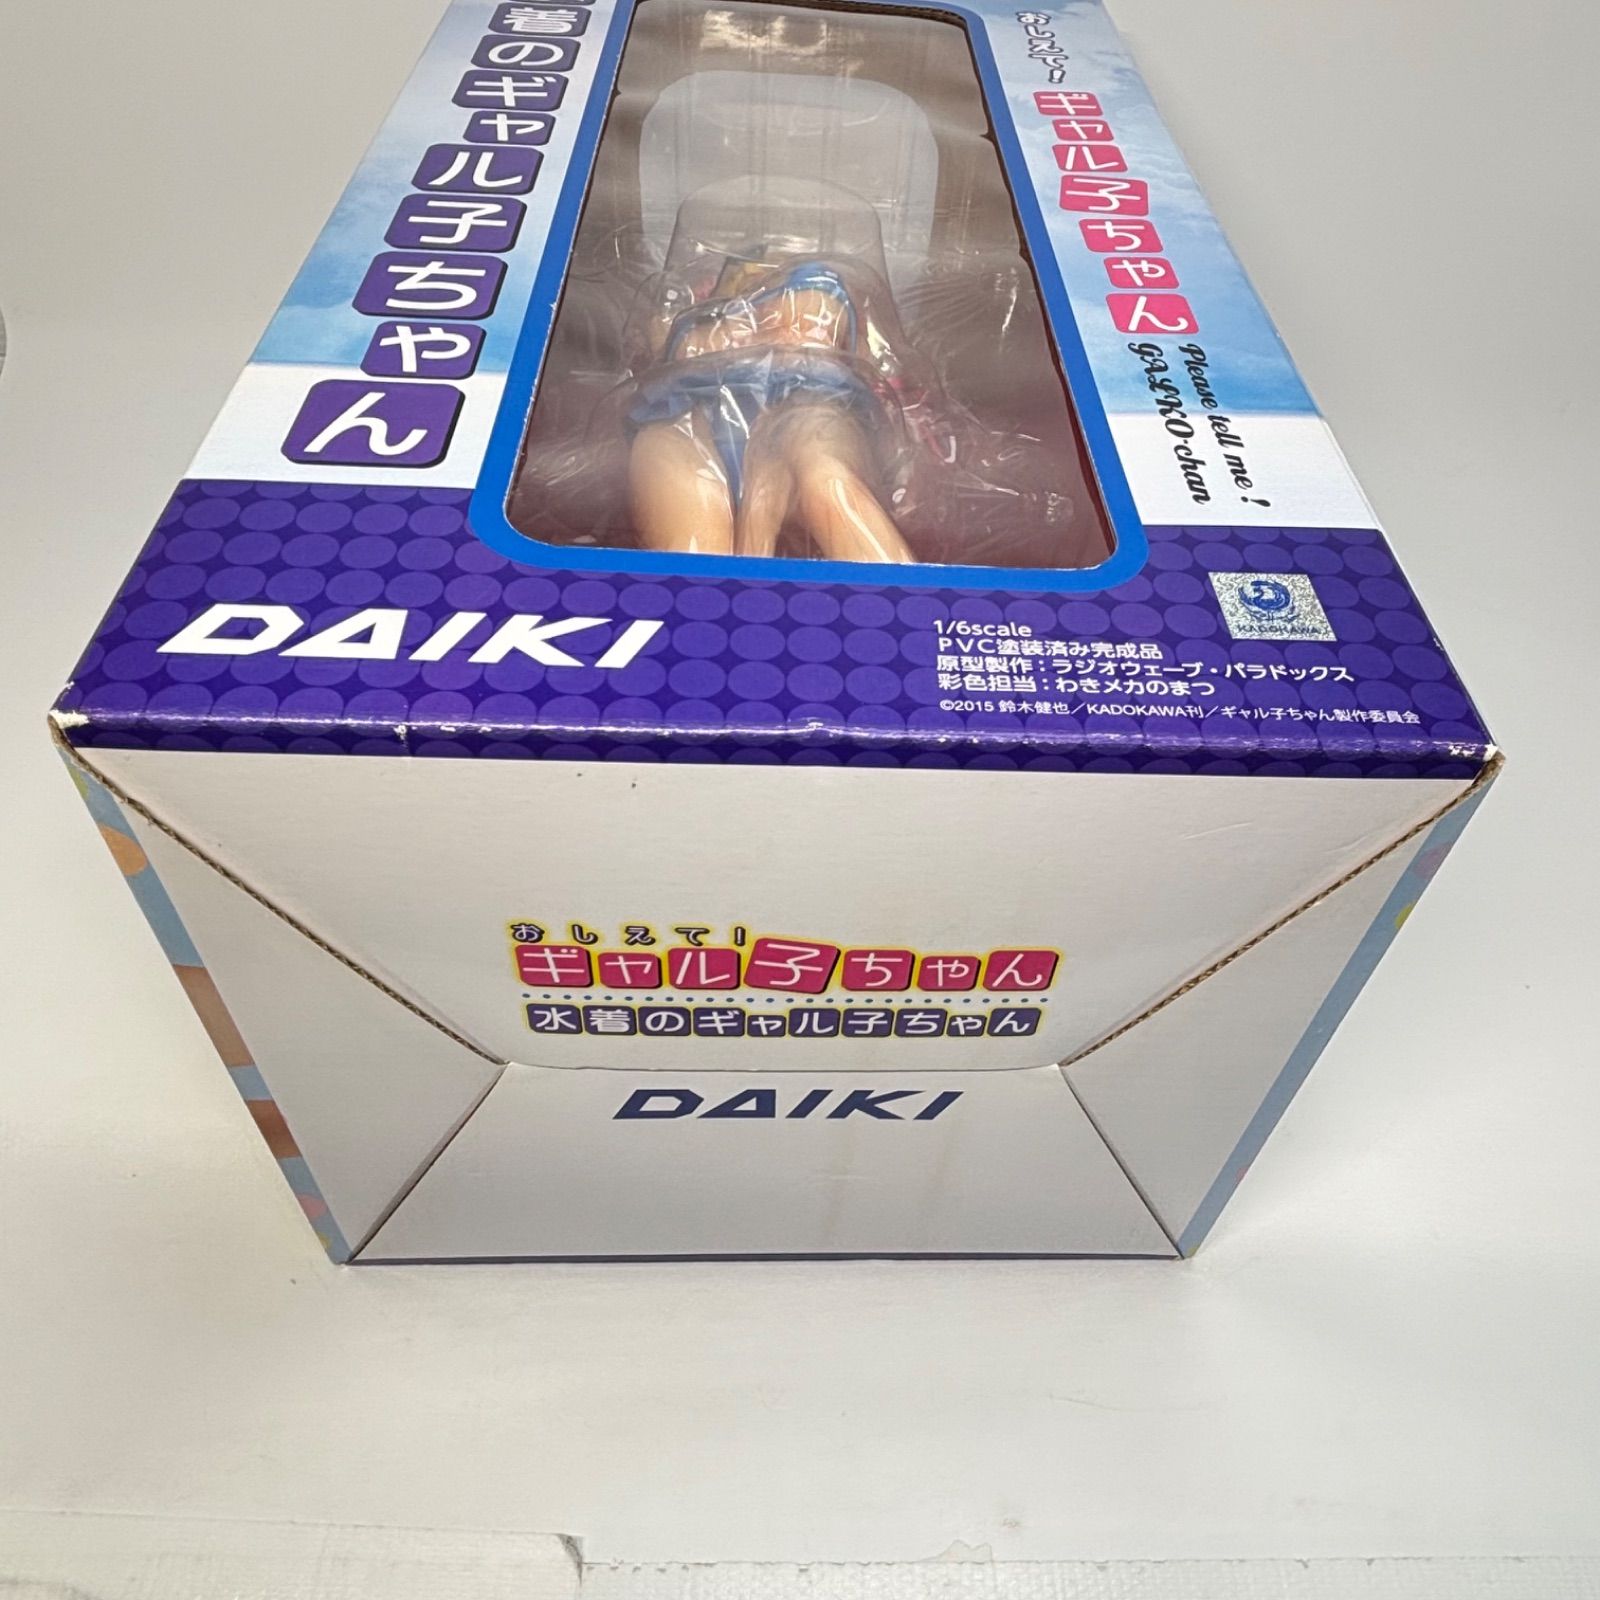 着のギャル子ちゃん
おしえて!
ギャル子ちゃん
Please tell me!
GALKO-chan
DAIKI
1/6scale
PVC塗装済み完成品
原型製作：ラジオウェーブ・パラドックス
彩色担当：わきメカのまつ
©2015 鈴木健也／KADOKAWA刊／ギャル子ちゃん製作委員会
KADOKAWA
おしえて!
ギャル子ちゃん
水着のギャル子ちゃん
DAIKI